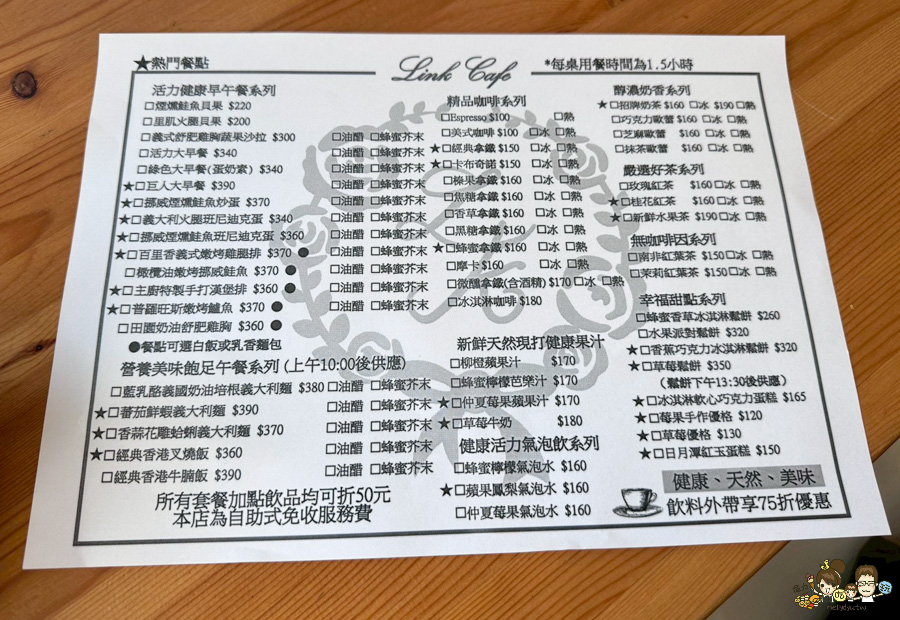 ★熱門餐點
Link Cafe
*每桌用餐時間為1.5小時
活力健康早午餐系列
□煙燻鮭魚貝果 $220
□里肌火腿貝果 $200
□義式舒肥雞胸蔬果沙拉 $300 □油醋 □蜂蜜芥末
□活力大早餐 $340 □油醋 □蜂蜜芥末
□綠色大早餐(蛋奶素) $340 □油醋 □蜂蜜芥末
★□巨人大早餐 $390 □油醋 □蜂蜜芥末
★□挪威煙燻鮭魚炒蛋 $370 □油醋 □蜂蜜芥末
★□義大利火腿班尼迪克蛋 $340 □油醋 □蜂蜜芥末
★□挪威煙燻鮭魚班尼迪克蛋 $360 □油醋 □蜂蜜芥末
★□百里香義式嫩烤雞腿排 $370 ● □油醋 □蜂蜜芥末
□橄欖油嫩烤挪威鮭魚 $370 ● □油醋 □蜂蜜芥末
★□主廚特製手打漢堡排 $360 ● □油醋 □蜂蜜芥末
★□普羅旺斯嫩烤鱸魚 $370 ● □油醋 □蜂蜜芥末
□田園奶油舒肥雞胸 $360 ● □油醋 □蜂蜜芥末
●餐點可選白飯或乳香麵包
營養美味飽足午餐系列 (上午10:00後供應)
□藍乳酪義國奶油培根義大利麵 $380 □油醋 □蜂蜜芥末
★□蕃茄鮮蝦義大利麵 $390 □油醋 □蜂蜜芥末
★□香蒜花雕蛤蜊義大利麵 $370 □油醋 □蜂蜜芥末
★□經典香港叉燒飯 $360 □油醋 □蜂蜜芥末
□經典香港牛腩飯 $390 □油醋 □蜂蜜芥末
所有套餐加點飲品均可折50元
本店為自助式免收服務費
精品咖啡系列
□Espresso $100 □熱
□美式咖啡 $100 □冰 □熱
★□經典拿鐵 $150 □冰 □熱
★□卡布奇諾 $150 □冰 □熱
□榛果拿鐵 $160 □冰 □熱
□焦糖拿鐵 $160 □冰 □熱
□香草拿鐵 $160 □冰 □熱
□黑糖拿鐵 $160 □冰 □熱
★□蜂蜜拿鐵 $160 □冰 □熱
□摩卡 $160 □冰 □熱
□微醺拿鐵(含酒精) $170 □冰 □熱
□冰淇淋咖啡 $180
新鮮天然現打健康果汁
□柳橙蘋果汁 $170
□蜂蜜檸檬芭樂汁 $170
★□仲夏莓果蘋果汁 $170
★□草莓牛奶 $180
健康活力氣泡飲系列
□蜂蜜檸檬氣泡水 $160
★□蘋果鳳梨氣泡水 $160
□仲夏莓果氣泡水 $160
醇濃奶香系列
★□招牌奶茶 $160 □冰 $190 □熱
□巧克力歐蕾 $160 □冰 □熱
□芝麻歐蕾 $160 □冰 □熱
□抹茶歐蕾 $160 □冰 □熱
嚴選好茶系列
□玫瑰紅茶 $160 □冰 □熱
★□桂花紅茶 $160 □冰 □熱
★□新鮮水果茶 $190 □冰 □熱
無咖啡因系列
□南非紅葉茶 $150 □冰 □熱
□茉莉紅葉茶 $150 □冰 □熱
幸福甜點系列
□蜂蜜香草冰淇淋鬆餅 $260
□水果派對鬆餅 $320
★□香蕉巧克力冰淇淋鬆餅 $320
★□草莓鬆餅 $350
(鬆餅下午13:30後供應)
★□冰淇淋軟心巧克力蛋糕 $165
★□莓果手作優格 $120
★□草莓優格 $130
★□日月潭紅玉蛋糕 $150
健康、天然、美味
飲料外帶享75折優惠